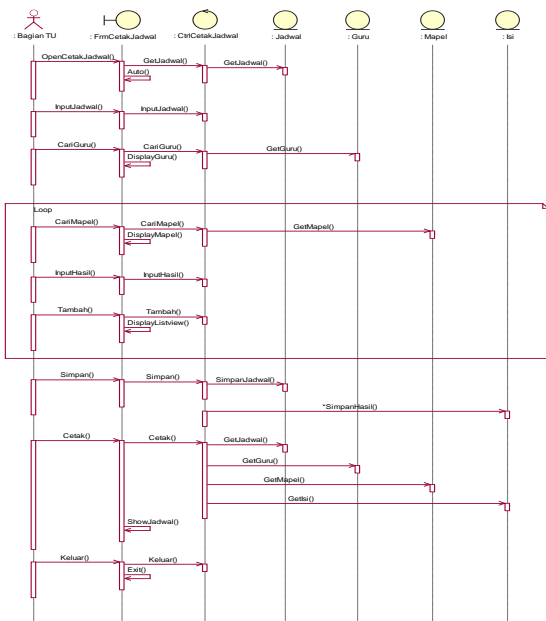 : Bagian TU : FrmCetakJadwal : CtrlCetakJadwal : Jadwal : Guru : Mapel : Isi
OpenCetakJadwal() GetJadwal() GetJadwal()
Auto()
InputJadwal() InputJadwal()
CariGuru() CariGuru() GetGuru()
DisplayGuru()
Loop
CariMapel() CariMapel() GetMapel()
DisplayMapel()
InputHasil() InputHasil()
Tambah() Tambah()
DisplayListview()
Simpan() Simpan() SimpanJadwal()
*SimpanHasil()
Cetak() Cetak() GetJadwal()
GetGuru()
GetMapel()
GetIsi()
ShowJadwal()
Keluar() Keluar()
Exit()